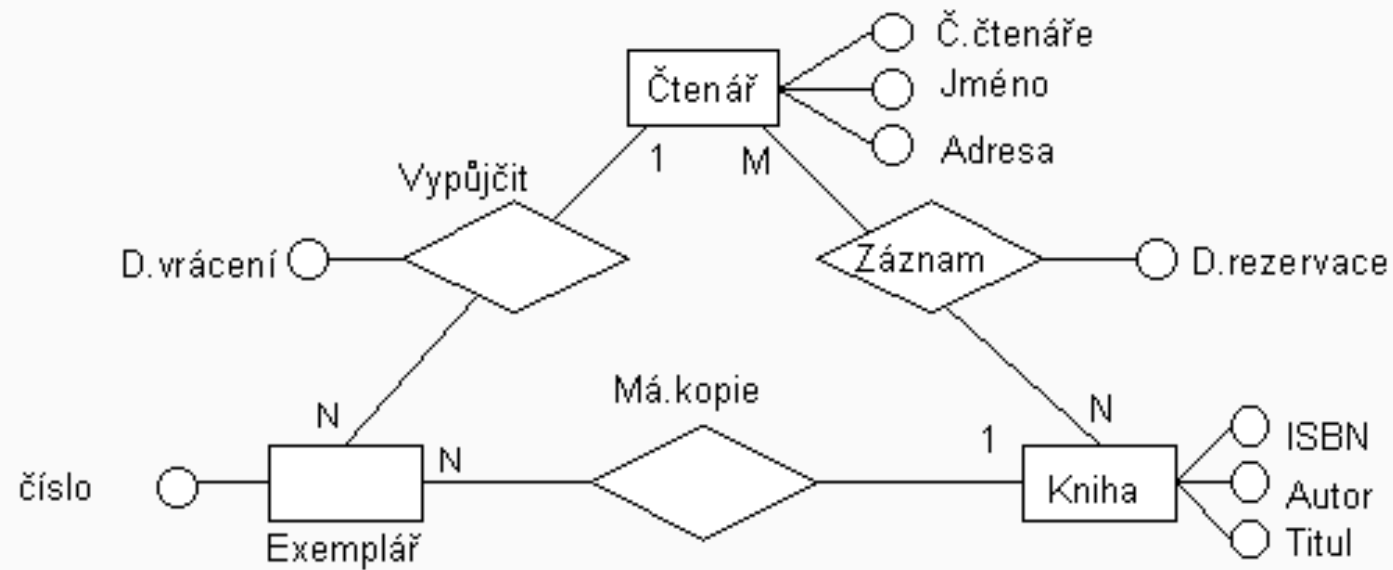 Č.čtenáře
Čtenář
Jméno
Adresa
1
M
Vypůjčit
D.vrácení
Záznam
D.rezervace
Má.kopie
N
N
N
1
ISBN
číslo
Kniha
Autor
Exemplář
Titul